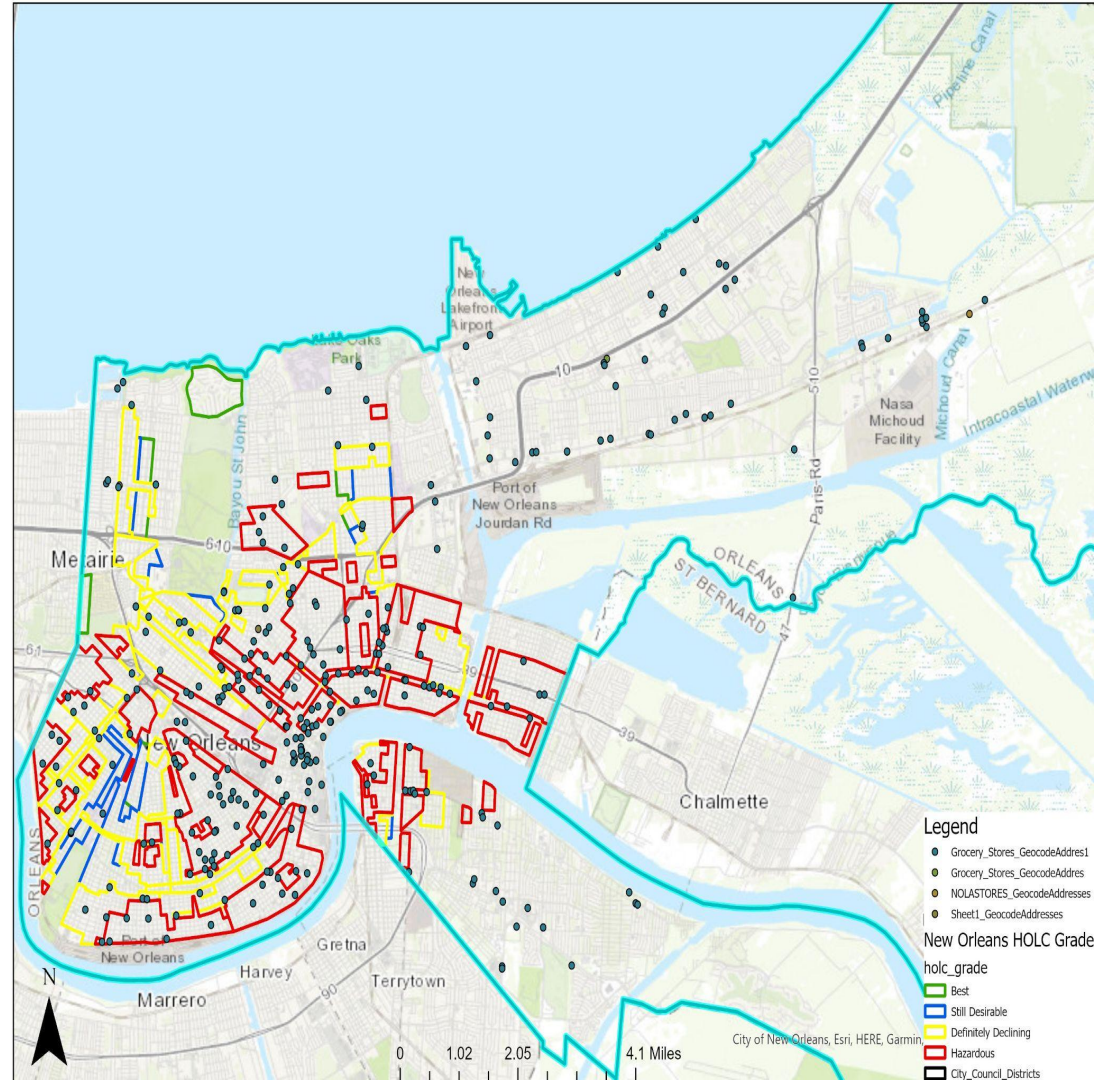 Pipeline Canal
New
Orleans
Lakefront
Airport
Lake Oaks
Park
10
510
Nasa
Michoud
Facility
Michoud Canal
Intracoastal Waterw
Bayou St John
Port of
New Orleans
Jourdan Rd
Paris Rd
610
Metairie
ORLEANS
ST BERNARD
47
61
39
39
New Orleans
Chalmette
ORLEANS
Port of
New Orleans
Gretna
Harvey
Terrytown
Marrero
90
N
0 1.02 2.05 4.1 Miles
City of New Orleans, Esri, HERE, Garmin,
Legend
Grocery_Stores_GeocodeAddres1
Grocery_Stores_GeocodeAddres
NOLASTORES_GeocodeAddresses
Sheet1_GeocodeAddresses
New Orleans HOLC Grade
holc_grade
Best
Still Desirable
Definitely Declining
Hazardous
City_Council_Districts